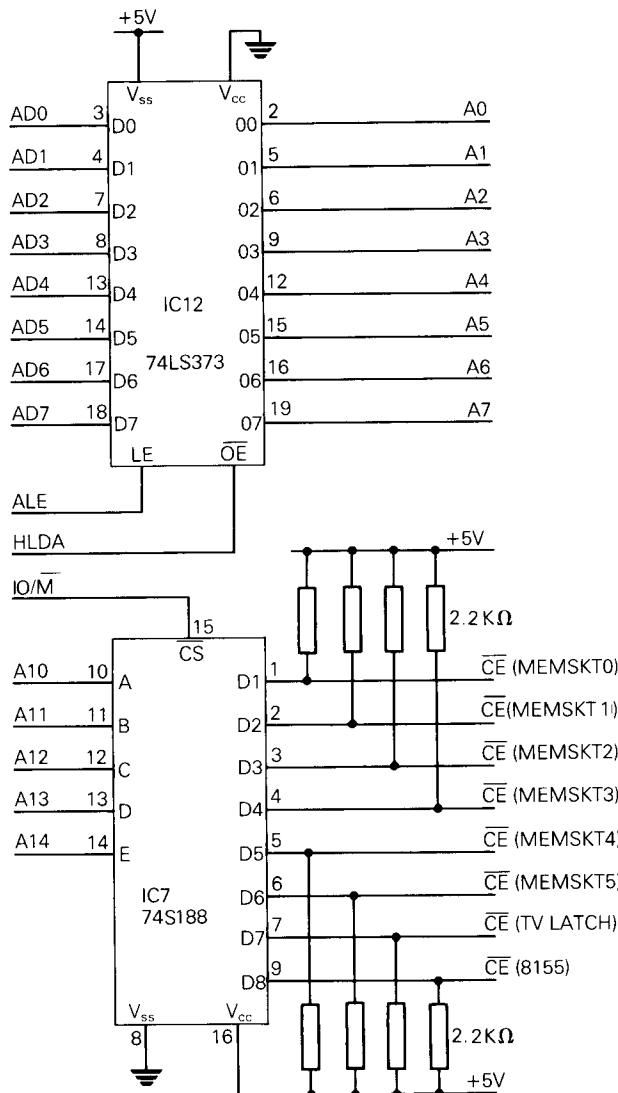 +5V
Vss Vcc
AD0 3 D0 00 2 A0
AD1 4 D1 01 5 A1
AD2 7 D2 02 6 A2
AD3 8 D3 03 9 A3
AD4 13 D4 04 12 A4
IC12
AD5 14 D5 05 15 A5
74LS373
AD6 17 D6 06 16 A6
AD7 18 D7 07 19 A7
LE OE
ALE
HLDA
+5V
IO/M
15
2.2KΩ
CS
A10 10 A D1 1 CE (MEMSKT0)
A11 11 B D2 2 CE(MEMSKT 1)
A12 12 C D3 3 CE (MEMSKT2)
A13 13 D D4 4 CE (MEMSKT3)
A14 14 E D5 5 CE (MEMSKT4)
IC7
D6 6 CE (MEMSKT5)
74S188
D7 7 CE (TV LATCH)
D8 9 CE (8155)
Vss Vcc
8 16
2.2KΩ
+5V